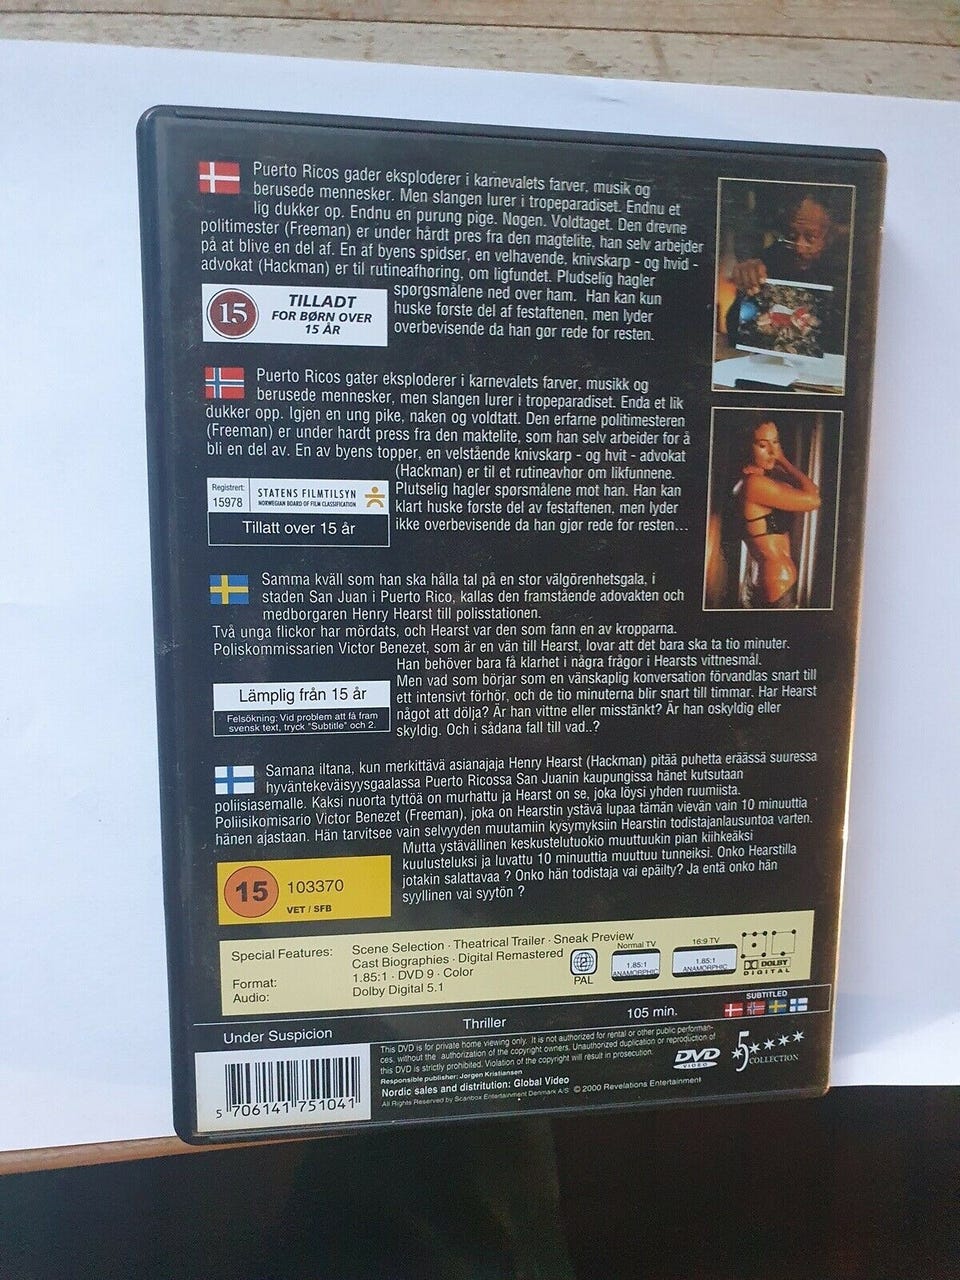 Puerto Ricos gader eksploderer i karnevalets farver, musik og
berusede mennesker. Men slangen lurer i tropeparadiset. Endnu et
lig dukker op. Endnu en purung pige. Nøgen. Voldtaget. Den drevne
politimester (Freeman) er under hårdt pres fra den magtelite, han selv arbejder
på at blive en del af. En af byens spidser, en velhavende, knivskarp - og hvid -
advokat (Hackman) er til rutineafhøring, om ligfundet. Pludselig hagler
spørgsmålene ned over ham. Han kan kun
huske første del af festaftenen, men lyder
overbevisende da han gør rede for resten.
15
TILLADT
FOR BØRN OVER
15 ÅR
Puerto Ricos gater eksploderer i karnevalets farver, musikk og
berusede mennesker, men slangen lurer i tropeparadiset. Enda et lik
dukker opp. Igjen en ung pike, naken og voldtatt. Den erfarne politimesteren
(Freeman) er under hardt press fra den maktelite, som han selv arbeider for å
bli en del av. En av byens topper, en velstående knivskarp - og hvit - advokat
(Hackman) er til et rutineavhør om likfunnene.
Plutselig hagler spørsmålene mot han. Han kan
klart huske første del av festaftenen, men lyder
ikke overbevisende da han gjør rede for resten...
Registrert:
15978
STATENS FILMTILSYN
NORWEGIAN BOARD OF FILM CLASSIFICATION
Tillatt over 15 år
Samma kväll som han ska hålla tal på en stor välgörenhetsgala, i
staden San Juan i Puerto Rico, kallas den framstående adovakten och
medborgaren Henry Hearst till polisstationen.
Två unga flickor har mördats, och Hearst var den som fann en av kropparna.
Poliskommissarien Victor Benezet, som är en vän till Hearst, lovar att det bara ska ta tio minuter.
Han behöver bara få klarhet i några frågor i Hearsts vittnesmål.
Men vad som börjar som en vänskaplig konversation förvandlas snart till
ett intensivt förhör, och de tio minuterna blir snart till timmar. Har Hearst
något att dölja? Är han vittne eller misstänkt? Är han oskyldig eller
skyldig. Och i sådana fall till vad..?
Lämplig från 15 år
Felsökning: Vid problem att få fram
svensk text, tryck "Subtitle" och 2.
Samana iltana, kun merkittävä asianajaja Henry Hearst (Hackman) pitää puhetta eräässä suuressa
hyväntekeväisyysgaalassa Puerto Ricossa San Juanin kaupungissa hänet kutsutaan
poliisiasemalle. Kaksi nuorta tyttöä on murhattu ja Hearst on se, joka löysi yhden ruumiista.
Poliisikomisario Victor Benezet (Freeman), joka on Hearstin ystävä lupaa tämän vievän vain 10 minuuttia
hänen ajastaan. Hän tarvitsee vain selvyyden muutamiin kysymyksiin Hearstin todistajanlausuntoa varten.
Mutta ystävällinen keskustelutuokio muuttuukin pian kiihkeäksi
kuulusteluksi ja luvattu 10 minuuttia muuttuu tunneiksi. Onko Hearstilla
jotakin salattavaa ? Onko hän todistaja vai epäilty? Ja entä onko hän
syyllinen vai syytön ?
15
103370
VET / SFB
Special Features: Scene Selection · Theatrical Trailer · Sneak Preview
Cast Biographies · Digital Remastered
Format: 1.85:1 · DVD 9 · Color
Audio: Dolby Digital 5.1
2
PAL
Normal TV
1.85:1
ANAMORPHIC
16:9 TV
1.85:1
ANAMORPHIC
DOLBY
DIGITAL
Under Suspicion
Thriller
105 min.
SUBTITLED
5 706141 751041
This DVD is for private home viewing only. It is not authorized for rental or other public performan-
ces, without the authorization of the copyright owners. Unauthorized duplication or reproduction of
this DVD is strictly prohibited. Violation of the copyright will result in prosecution.
Responsible publisher: Jorgen Kristiansen
Nordic sales and distribution: Global Video
All Rights Reserved by Scanbox Entertainment Denmark A/S © 2000 Revelations Entertainment
DVD
VIDEO
5
COLLECTION